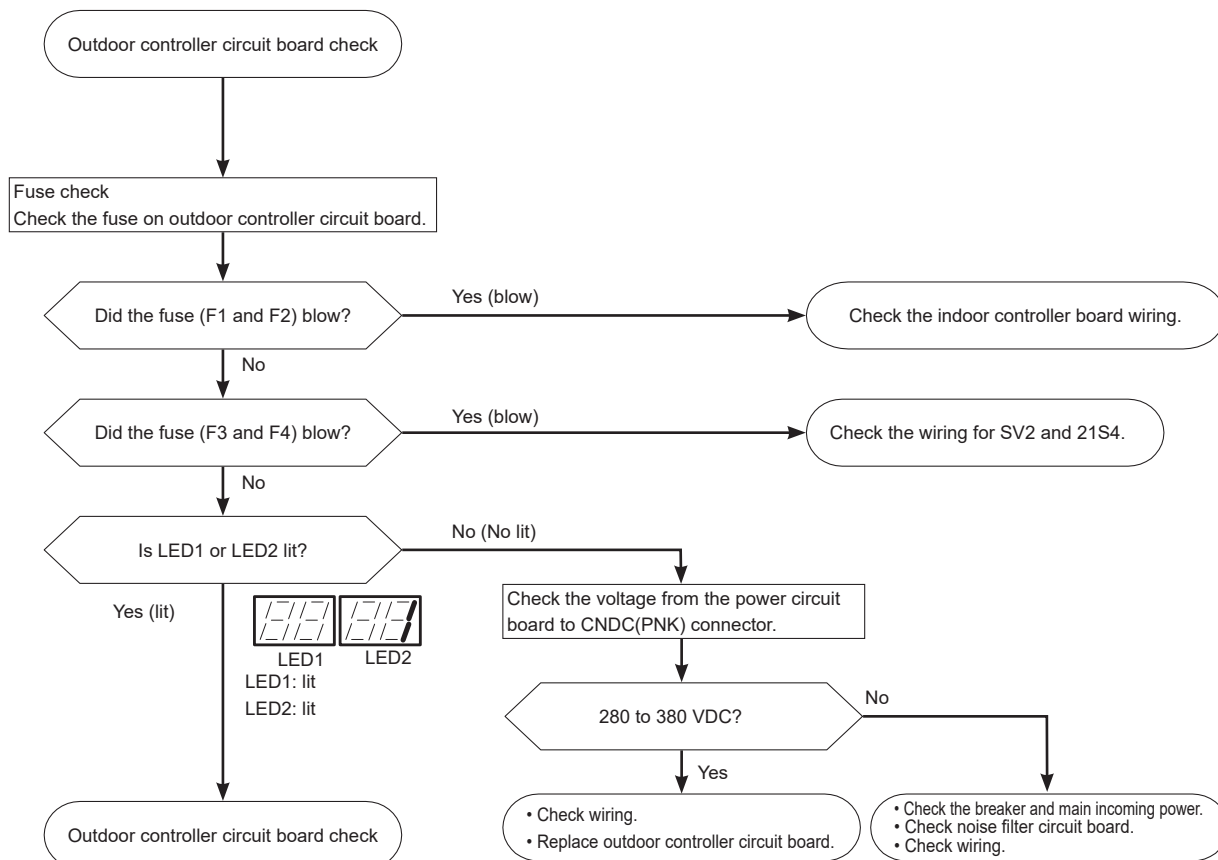 Outdoor controller circuit board check
Fuse check
Check the fuse on outdoor controller circuit board.
Did the fuse (F1 and F2) blow?
Yes (blow)
Check the indoor controller board wiring.
No
Did the fuse (F3 and F4) blow?
Yes (blow)
Check the wiring for SV2 and 21S4.
No
Is LED1 or LED2 lit?
No (No lit)
Yes (lit)
LED1
LED2
LED1: lit
LED2: lit
Check the voltage from the power circuit
board to CNDC(PNK) connector.
280 to 380 VDC?
No
Yes
Outdoor controller circuit board check
• Check wiring.
• Replace outdoor controller circuit board.
• Check the breaker and main incoming power.
• Check noise filter circuit board.
• Check wiring.